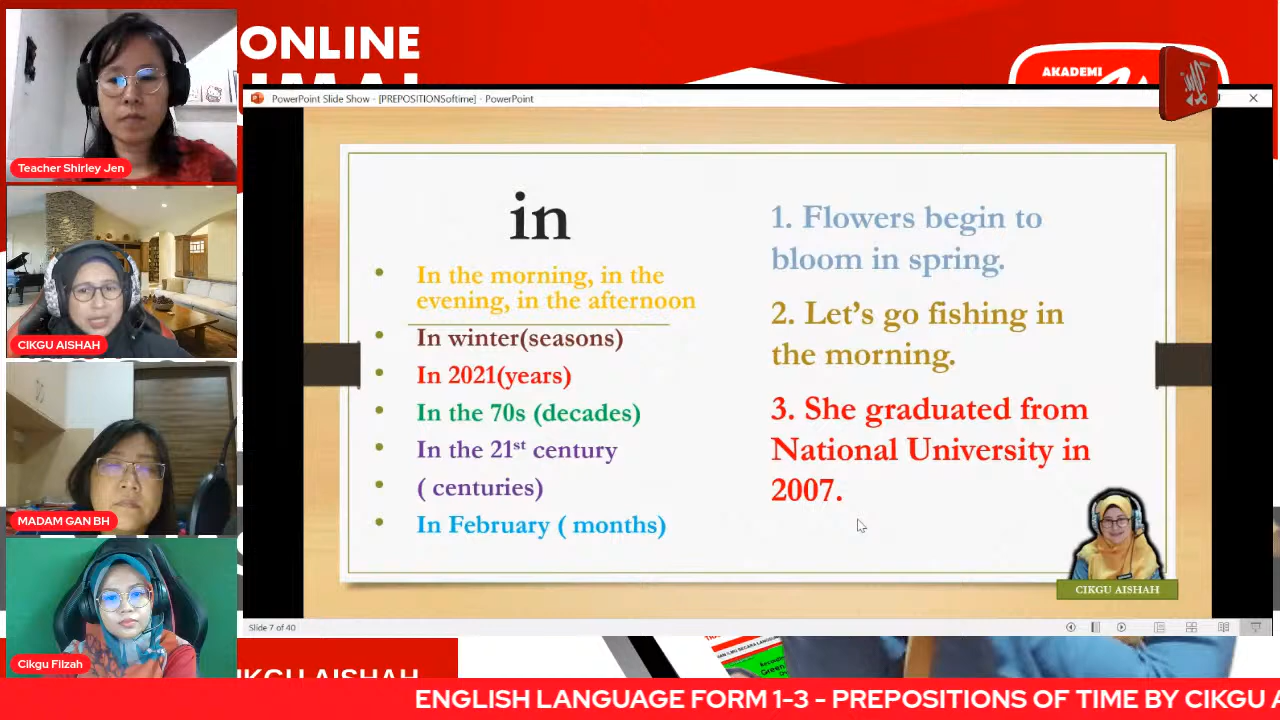 ONLINE
AKADEMI
PowerPoint Slide Show - [PREPOSITIONSoftime] - PowerPoint
Teacher Shirley Jen
CIKGU AISHAH
MADAM GAN BH
Cikgu Filzah
in
In the morning, in the
evening, in the afternoon
In winter(seasons)
In 2021(years)
In the 70s (decades)
In the 21st century
( centuries)
In February ( months)
1. Flowers begin to
bloom in spring.
2. Let’s go fishing in
the morning.
3. She graduated from
National University in
2007.
CIKGU AISHAH
Slide 7 of 40
ENGLISH LANGUAGE FORM 1-3 - PREPOSITIONS OF TIME BY CIKGU A